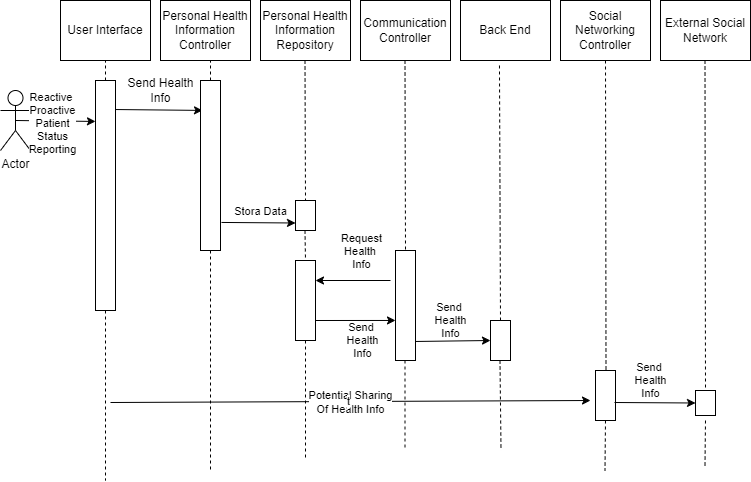 User Interface
Personal Health
Information
Controller
Personal Health
Information
Repository
Communication
Controller
Back End
Social
Networking
Controller
External Social
Network
Send Health
Info
Reactive
Proactive
Patient
Status
Reporting
Actor
Stora Data
Request
Health
Info
Send
Health
Info
Send
Health
Info
Send
Health
Info
Potential Sharing
t
Of Health Info